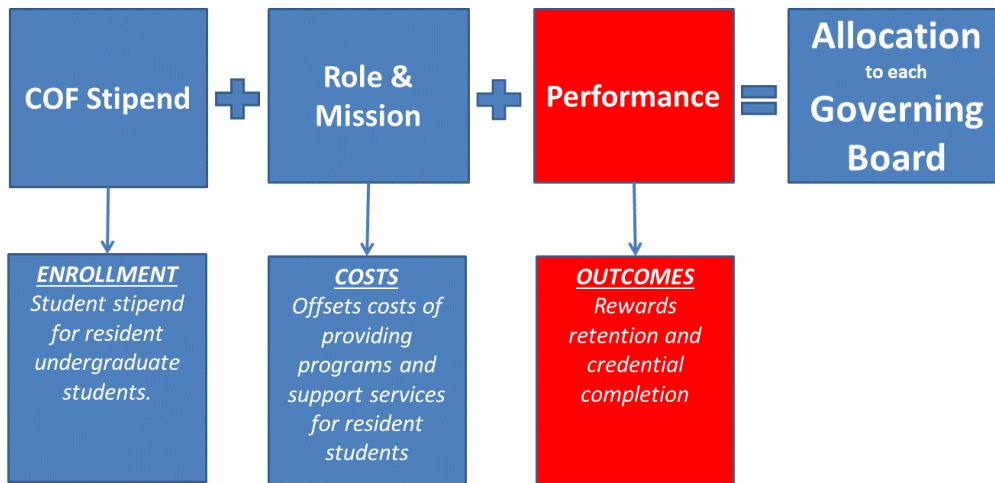 COF Stipend
Role &
Mission
Performance
Allocation
to each
Governing
Board
ENROLLMENT
Student stipend
for resident
undergraduate
students.
COSTS
Offsets costs of
providing
programs and
support services
for resident
students
OUTCOMES
Rewards
retention and
credential
completion